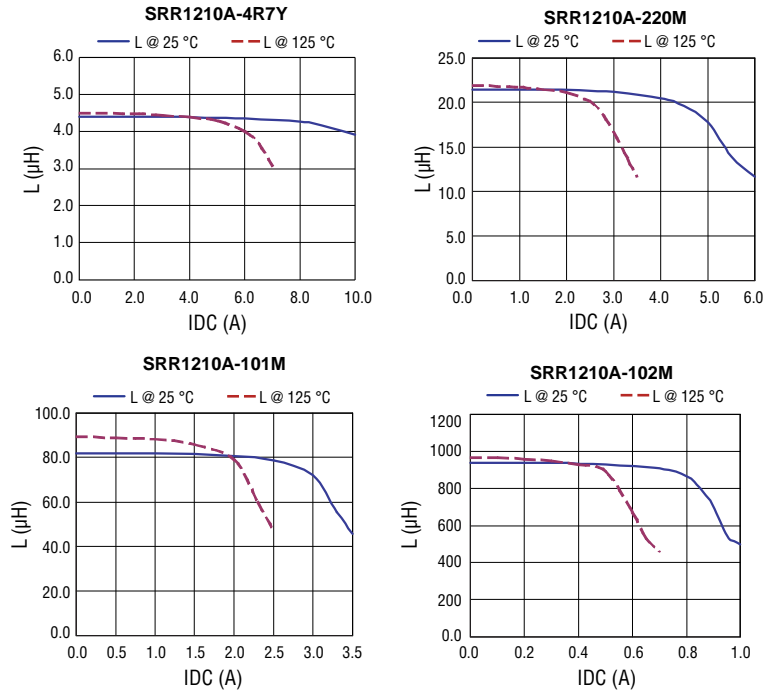 SRR1210A-4R7Y
L @ 25 °C L @ 125 °C
6.0
5.0
4.0
3.0
2.0
1.0
0.0
L (µH)
0.0 2.0 4.0 6.0 8.0 10.0
IDC (A)
SRR1210A-220M
L @ 25 °C L @ 125 °C
25.0
20.0
15.0
10.0
5.0
0.0
L (µH)
0.0 1.0 2.0 3.0 4.0 5.0 6.0
IDC (A)
SRR1210A-101M
L @ 25 °C L @ 125 °C
100.0
80.0
60.0
40.0
20.0
0.0
L (µH)
0.0 0.5 1.0 1.5 2.0 2.5 3.0 3.5
IDC (A)
SRR1210A-102M
L @ 25 °C L @ 125 °C
1200
1000
800
600
400
200
0.0
L (µH)
0.0 0.2 0.4 0.6 0.8 1.0
IDC (A)